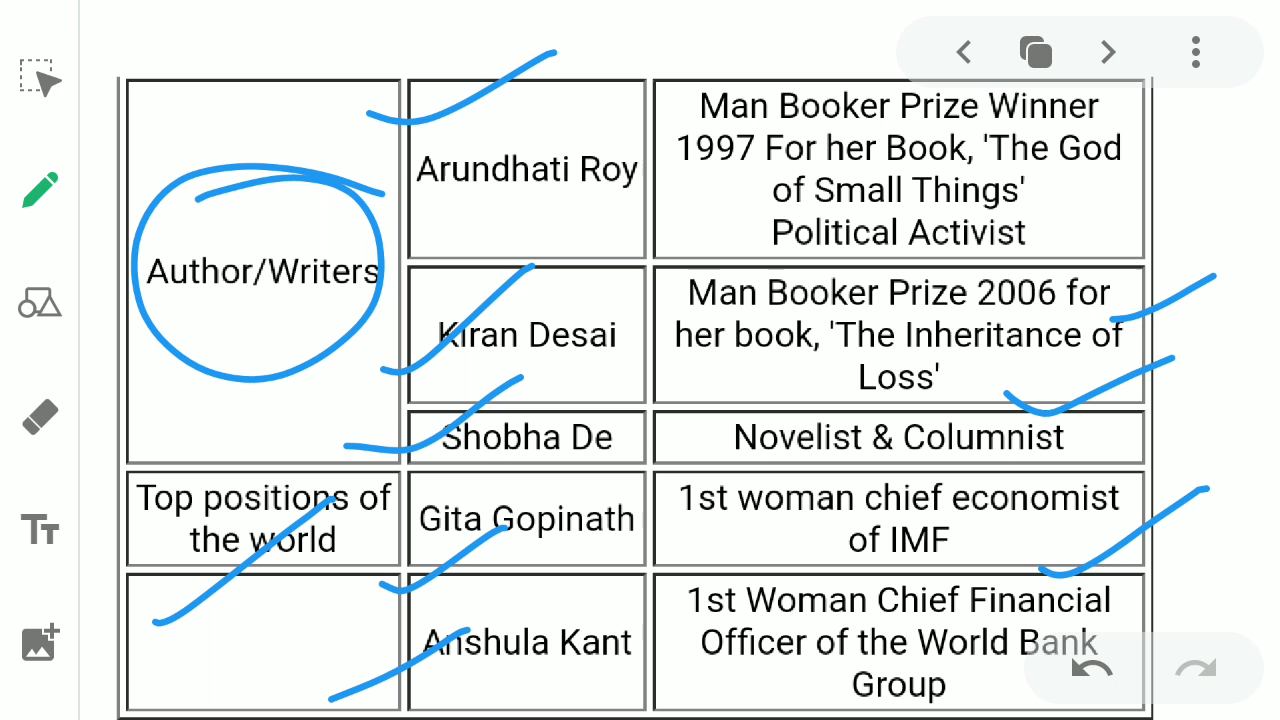 Author/Writers
Arundhati Roy
Man Booker Prize Winner
1997 For her Book, 'The God
of Small Things'
Political Activist
Kiran Desai
Man Booker Prize 2006 for
her book, 'The Inheritance of
Loss'
Shobha De
Novelist & Columnist
Top positions of
the world
Gita Gopinath
1st woman chief economist
of IMF
Anshula Kant
1st Woman Chief Financial
Officer of the World Bank
Group
TT